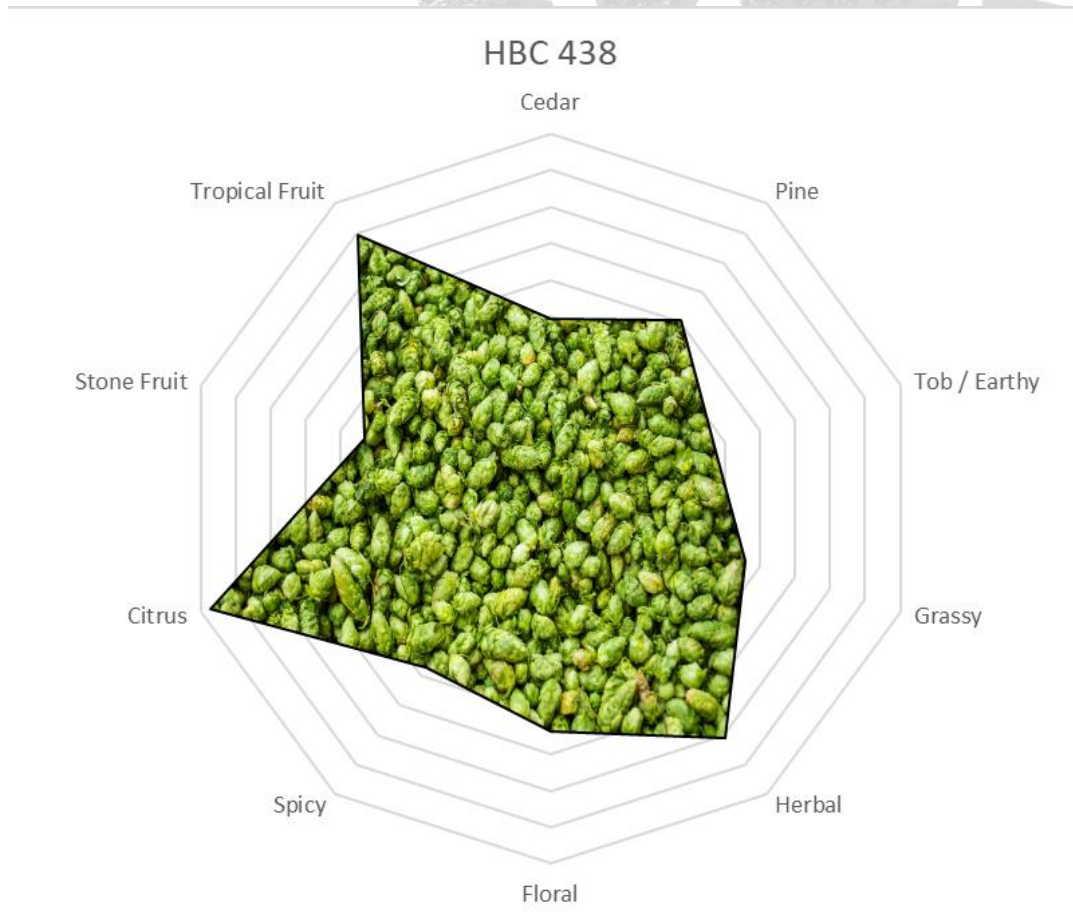 HBC 438
Cedar
Tropical Fruit
Pine
Stone Fruit
Tob / Earthy
Citrus
Grassy
Spicy
Herbal
Floral